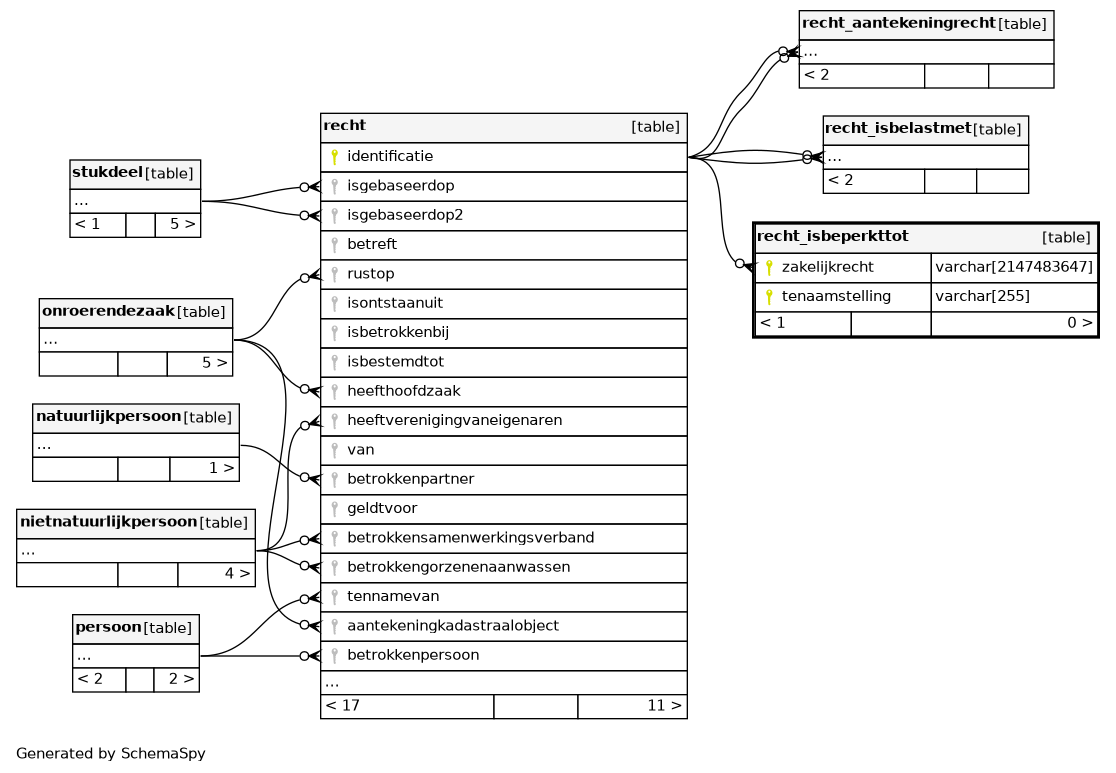 recht_aantekeningrecht [table]
...
< 2
recht_isbelastmet [table]
...
< 2
recht_isbeperkttot [table]
zakelijkrecht varchar[2147483647]
tenaamstelling varchar[255]
< 1 0 >
recht [table]
identificatie
isgebaseerdop
isgebaseerdop2
betreft
rustop
isontstaanuit
isbetrokkenbij
isbestemdtot
heefthoofdzaak
heeftverenigingvaneigenaren
van
betrokkenpartner
geldtvoor
betrokkensamenwerkingsverband
betrokkengorzenenaanwassen
tennamevan
aantekeningkadastraalobject
betrokkenpersoon
...
< 17 11 >
stukdeel [table]
...
< 1 5 >
onroerendezaak [table]
...
5 >
natuurlijkpersoon [table]
...
1 >
nietnatuurlijkpersoon [table]
...
4 >
persoon [table]
...
< 2 2 >
Generated by SchemaSpy